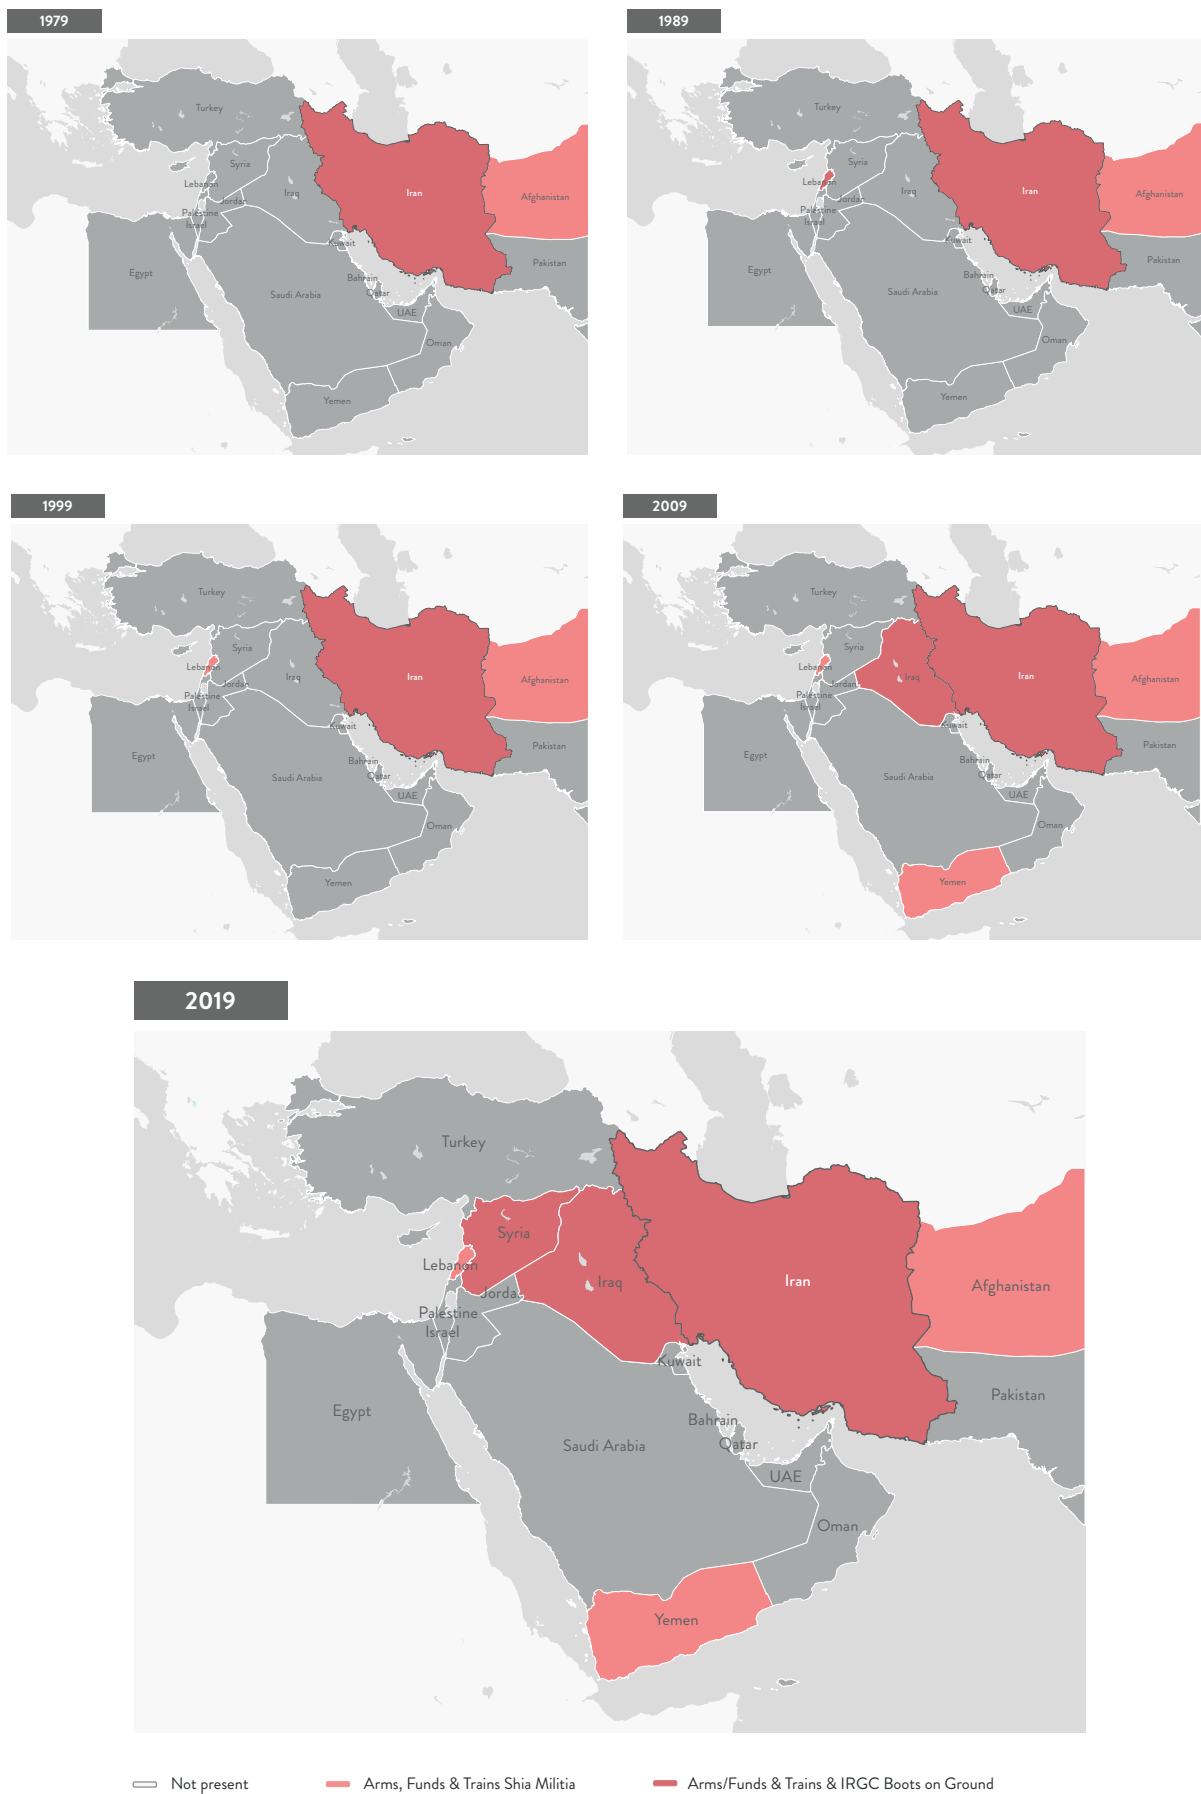 1979
Turkey
Syria
Lebanon
Iraq
Iran
Afghanistan
Jordan
Palestine
Israel
Kuwait
Pakistan
Egypt
Bahrain
Saudi Arabia
Qatar
UAE
Oman
Yemen
1989
Turkey
Syria
Lebanon
Iraq
Iran
Afghanistan
Jordan
Palestine
Israel
Kuwait
Pakistan
Egypt
Bahrain
Saudi Arabia
Qatar
UAE
Oman
Yemen
1999
Turkey
Syria
Lebanon
Iraq
Iran
Afghanistan
Jordan
Palestine
Israel
Kuwait
Pakistan
Egypt
Bahrain
Saudi Arabia
Qatar
UAE
Oman
Yemen
2009
Turkey
Syria
Lebanon
Iraq
Iran
Afghanistan
Jordan
Palestine
Israel
Kuwait
Pakistan
Egypt
Bahrain
Saudi Arabia
Qatar
UAE
Oman
Yemen
2019
Turkey
Syria
Lebanon
Iraq
Iran
Afghanistan
Jorda
Palestine
Israel
Kuwait
Pakistan
Egypt
Bahrain
Saudi Arabia
Qatar
UAE
Oman
Yemen
Not present
Arms, Funds & Trains Shia Militia
Arms/Funds & Trains & IRGC Boots on Ground